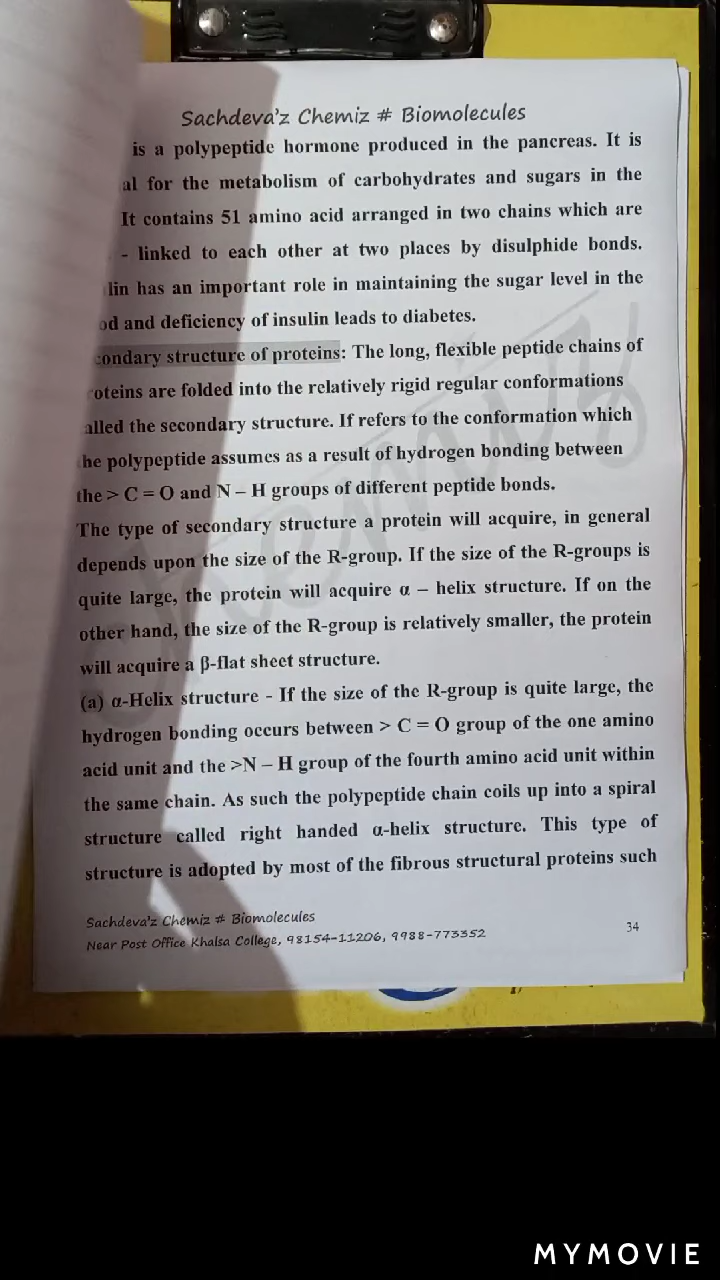 Sachdeva'z Chemiz # Biomolecules
is a polypeptide hormone produced in the pancreas. It is
al for the metabolism of carbohydrates and sugars in the
It contains 51 amino acid arranged in two chains which are
- linked to each other at two places by disulphide bonds.
lin has an important role in maintaining the sugar level in the
od and deficiency of insulin leads to diabetes.
condary structure of proteins: The long, flexible peptide chains of
oteins are folded into the relatively rigid regular conformations
alled the secondary structure. If refers to the conformation which
he polypeptide assumes as a result of hydrogen bonding between
the > C = O and N – H groups of different peptide bonds.
The type of secondary structure a protein will acquire, in general
depends upon the size of the R-group. If the size of the R-groups is
quite large, the protein will acquire α – helix structure. If on the
other hand, the size of the R-group is relatively smaller, the protein
will acquire a β-flat sheet structure.
(a) α-Helix structure - If the size of the R-group is quite large, the
hydrogen bonding occurs between > C = O group of the one amino
acid unit and the >N – H group of the fourth amino acid unit within
the same chain. As such the polypeptide chain coils up into a spiral
structure called right handed α-helix structure. This type of
structure is adopted by most of the fibrous structural proteins such
Sachdeva'z Chemiz # Biomolecules
Near Post Office Khalsa College, 98154-11206, 9988-773352
34
chemiz
MYMOVIE